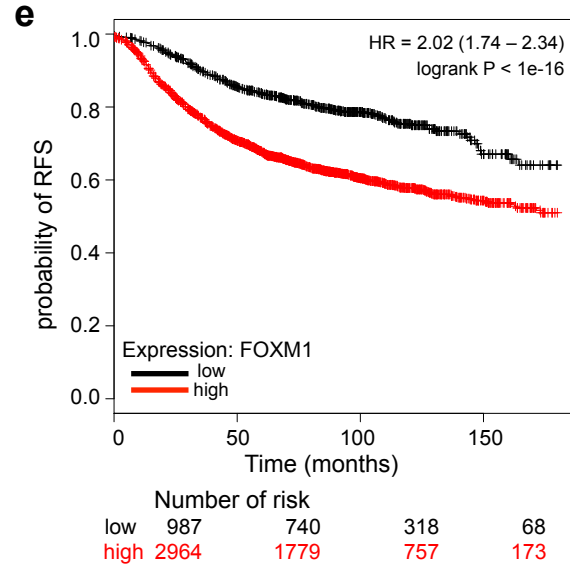 e
HR = 2.02 (1.74 – 2.34)
logrank P < 1e-16
1.0
0.8
0.6
0.4
0.2
0.0
probability of RFS
Expression: FOXM1
low
high
0 50 100 150
Time (months)
Number of risk
low 987 740 318 68
high 2964 1779 757 173